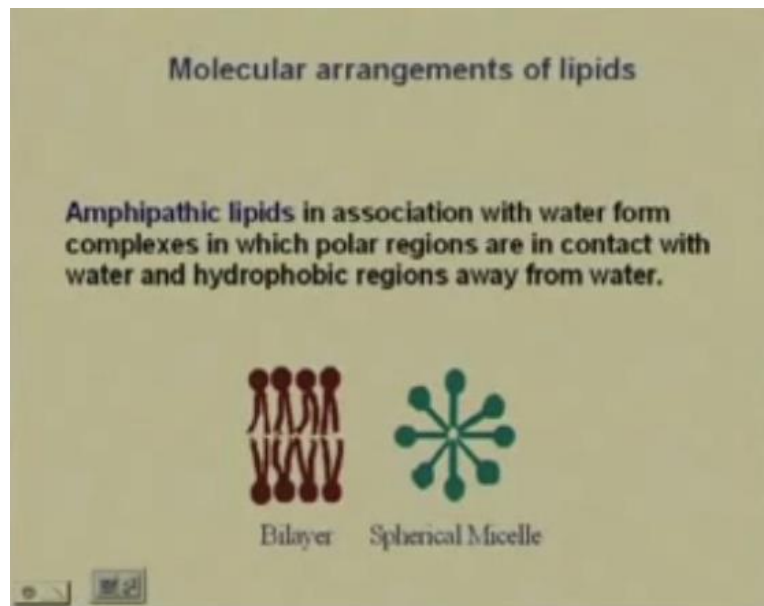 Molecular arrangements of lipids
Amphipathic lipids in association with water form
complexes in which polar regions are in contact with
water and hydrophobic regions away from water.
Bilayer Spherical Micelle